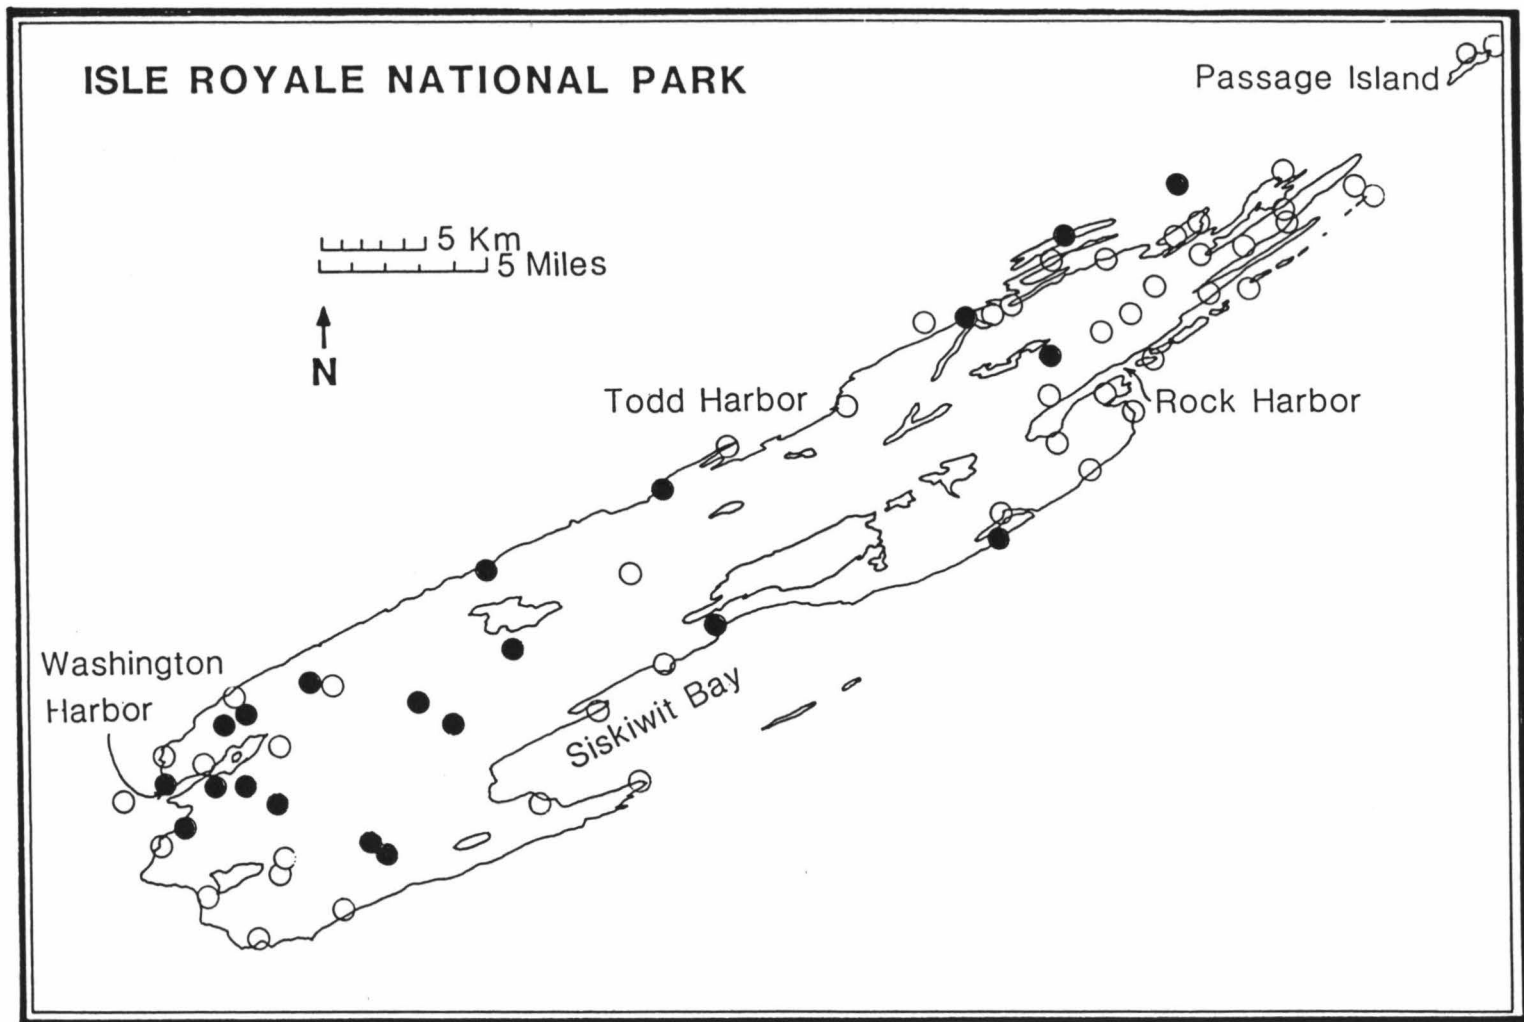 ISLE ROYALE NATIONAL PARK
Passage Island
5 Km
5 Miles
N
Todd Harbor
Rock Harbor
Washington
Harbor
Siskiwit Bay